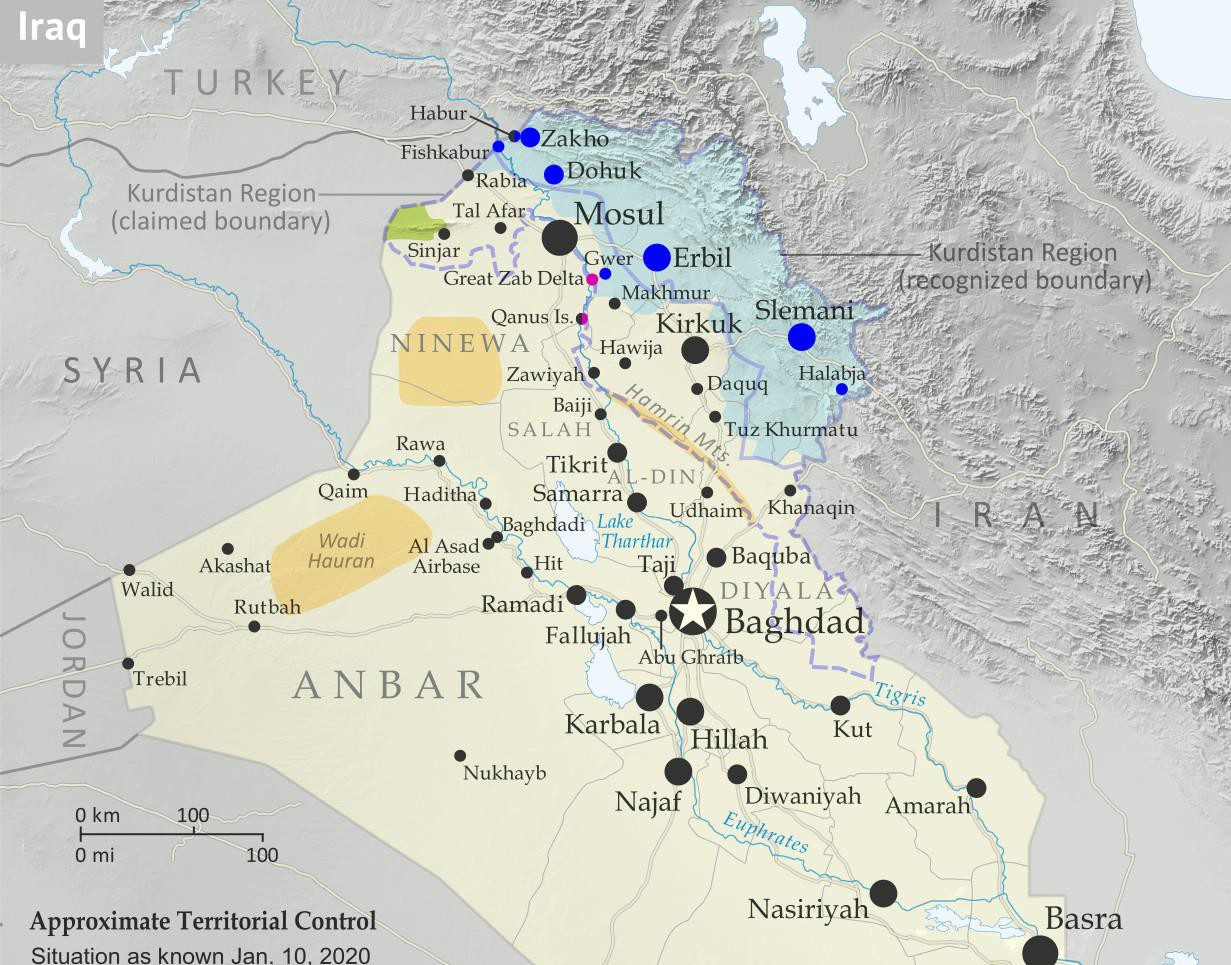 Iraq
TURKEY
Habur
Zakho
Fishkabur
Dohuk
Rabia
Kurdistan Region
(claimed boundary)
Tal Afar
Mosul
Sinjar
Gwer
Erbil
Kurdistan Region
(recognized boundary)
Great Zab Delta
Makhmur
Qanus Is.
Slemani
Kirkuk
NINEWA
Hawija
SYRIA
Zawiyah
Halabja
Daquq
Hamrin Mts.
Baiji
SALAH
Tuz Khurmatu
Rawa
Tikrit
AL-DIN
Qaim
Haditha
Samarra
Udhaim
Khanaqin
IRAN
Lake
Tharthar
Baghdadi
Wadi
Hauran
Al Asad
Airbase
Akashat
Hit
Taji
Baquba
Walid
DIYALA
Rutbah
Ramadi
Baghdad
Fallujah
JORDAN
Abu Ghraib
Trebil
ANBAR
Tigris
Karbala
Kut
Hillah
Nukhayb
Najaf
Diwaniyah
Amarah
0 km 100
0 mi 100
Euphrates
Nasiriyah
Basra
Approximate Territorial Control
Situation as known Jan. 10, 2020